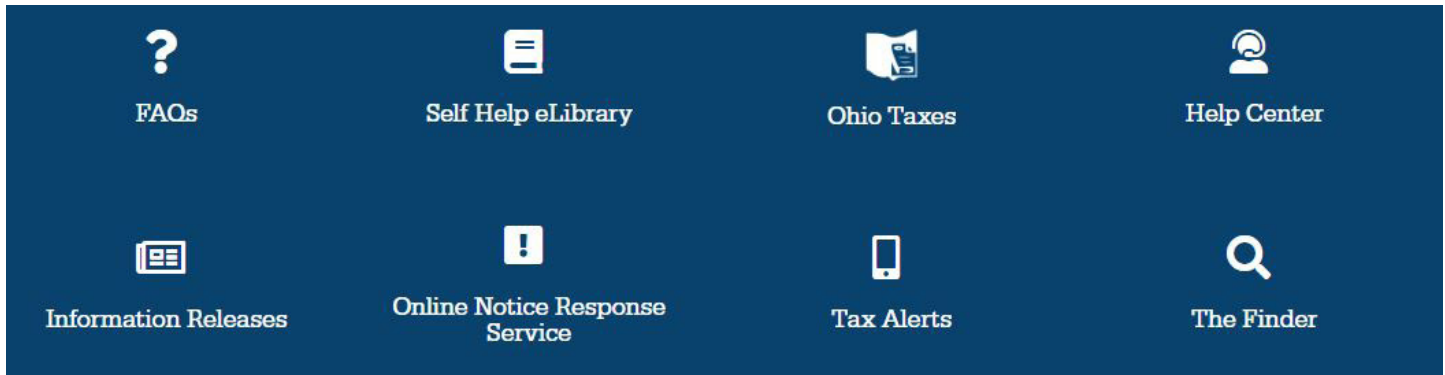 FAQs
Self Help eLibrary
Ohio Taxes
Help Center
Information Releases
Online Notice Response
Service
Tax Alerts
The Finder